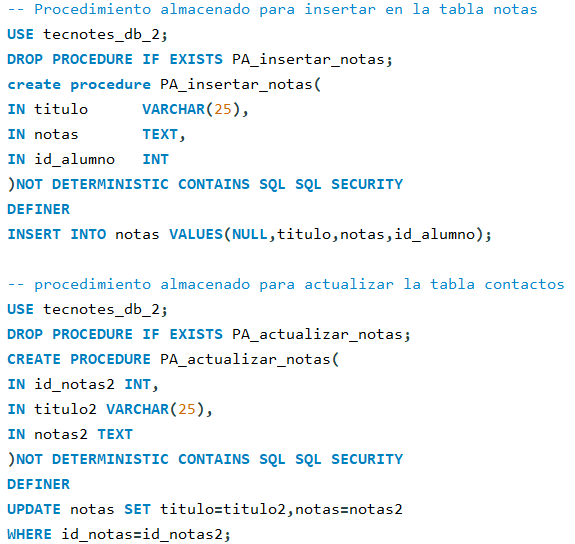 -- Procedimiento almacenado para insertar en la tabla notas
USE tecnotes_db_2;
DROP PROCEDURE IF EXISTS PA_insertar_notas;
create procedure PA_insertar_notas(
IN titulo      VARCHAR(25),
IN notas       TEXT,
IN id_alumno   INT
)NOT DETERMINISTIC CONTAINS SQL SQL SECURITY
DEFINER
INSERT INTO notas VALUES(NULL,titulo,notas,id_alumno);

-- procedimiento almacenado para actualizar la tabla contactos
USE tecnotes_db_2;
DROP PROCEDURE IF EXISTS PA_actualizar_notas;
CREATE PROCEDURE PA_actualizar_notas(
IN id_notas2 INT,
IN titulo2 VARCHAR(25),
IN notas2 TEXT
)NOT DETERMINISTIC CONTAINS SQL SQL SECURITY
DEFINER
UPDATE notas SET titulo=titulo2,notas=notas2
WHERE id_notas=id_notas2;